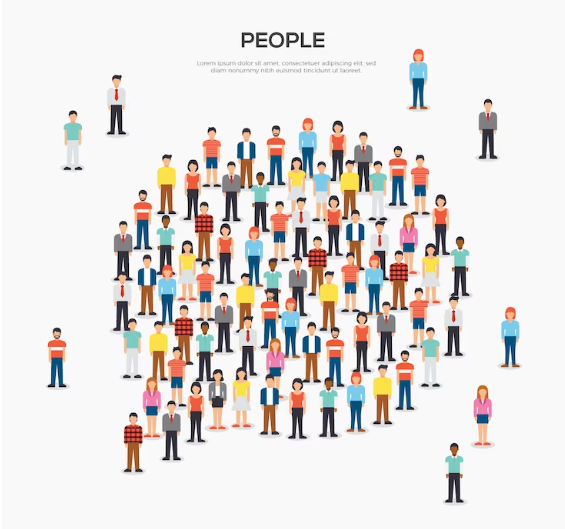 PEOPLE
Lorem ipsum dolor sit amet, consectetuer adipiscing elit, sed
diam nonummy nibh euismod tincidunt ut laoreet.